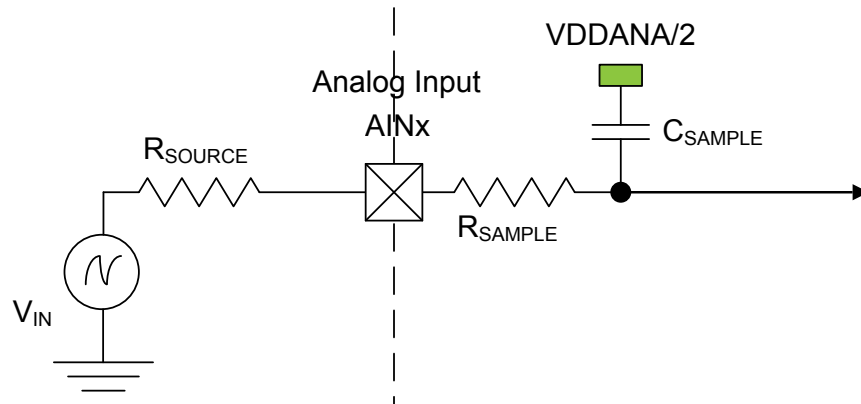 VDDANA/2
Analog Input
AINx
CSAMPLE
RSOURCE
RSAMPLE
VIN